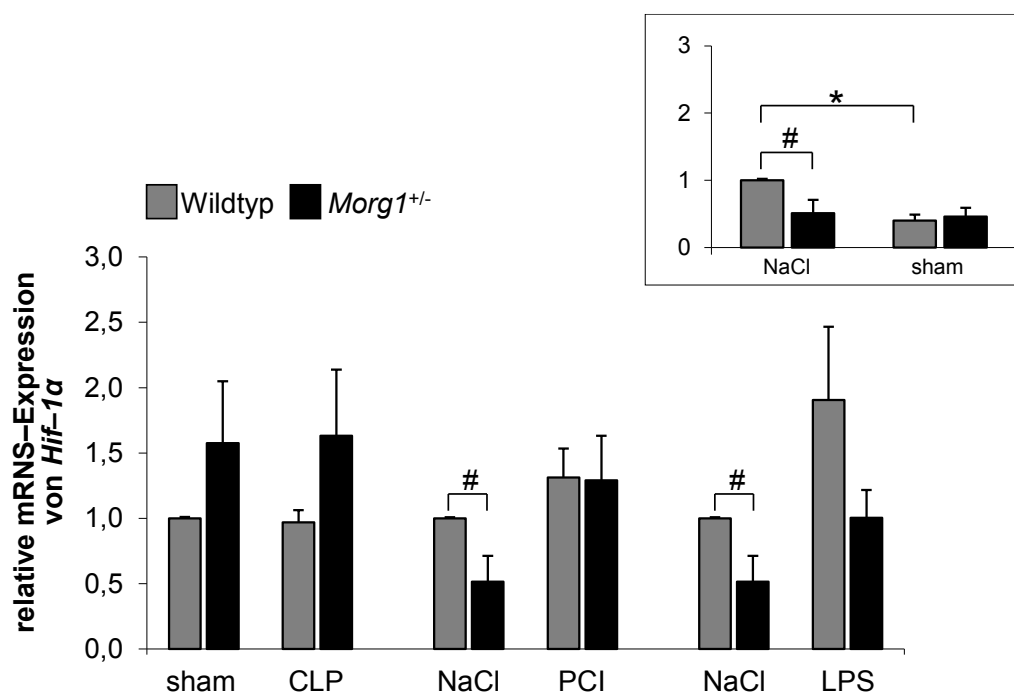 3
2
1
0
*
#
NaCl sham
Wildtyp Morg1+/-
relative mRNS–Expression
von Hif–1α
3,0
2,5
2,0
1,5
1,0
0,5
0,0
# #
sham CLP NaCl PCI NaCl LPS